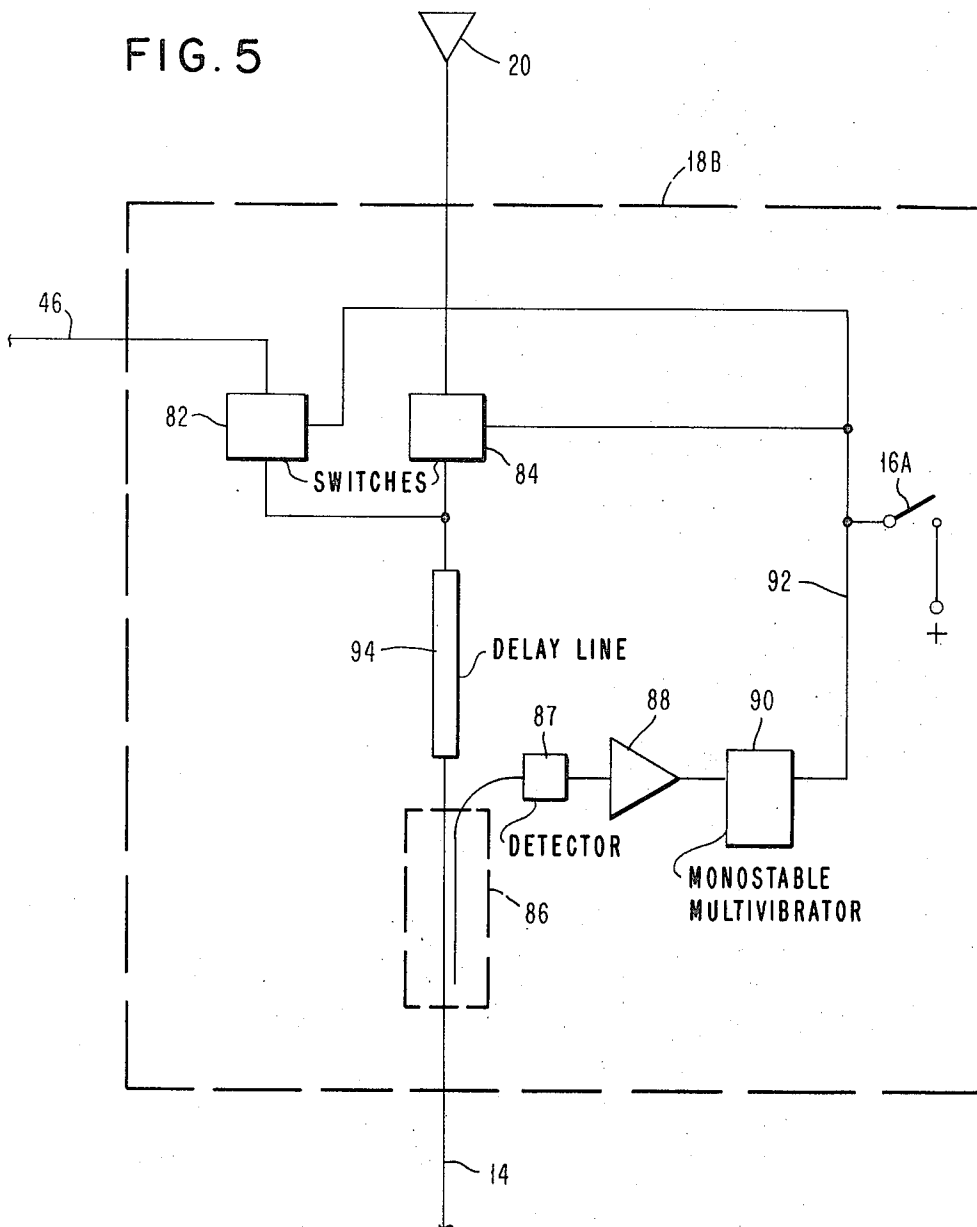 FIG. 5
20
18B
46
82
SWITCHES
84
16A
92
+
94
DELAY LINE
87
88
90
DETECTOR
MONOSTABLE
MULTIVIBRATOR
86
14